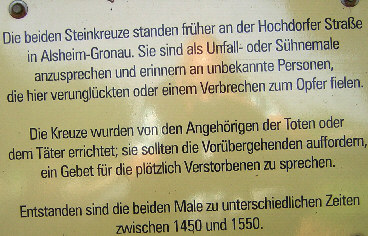 Die beiden Steinkreuze standen früher an der Hochdorfer Straße
in Alsheim-Gronau. Sie sind als Unfall- oder Sühnemale
anzusprechen und erinnern an unbekannte Personen,
die hier verunglückten oder einem Verbrechen zum Opfer fielen.
Die Kreuze wurden von den Angehörigen der Toten oder
dem Täter errichtet; sie sollten die Vorübergehenden auffordern,
ein Gebet für die plötzlich Verstorbenen zu sprechen.
Entstanden sind die beiden Male zu unterschiedlichen Zeiten
zwischen 1450 und 1550.